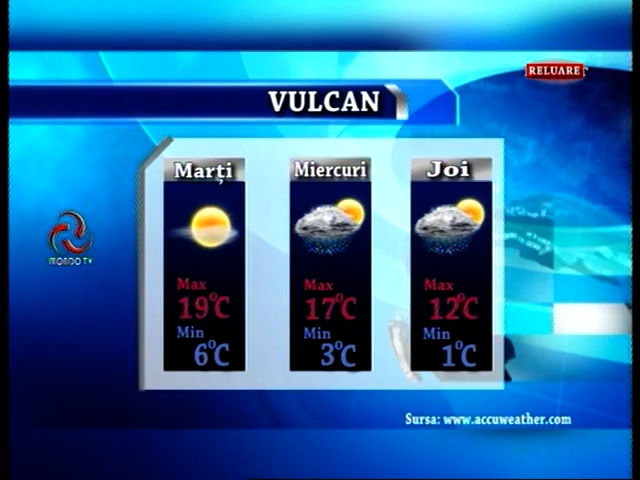 RELUARE
VULCAN
Marți
Miercuri
Joi
Max
19°C
Min
6°C
Max
17°C
Min
3°C
Max
12°C
Min
1°C
MONDO TV
Sursa: www.accuweather.com